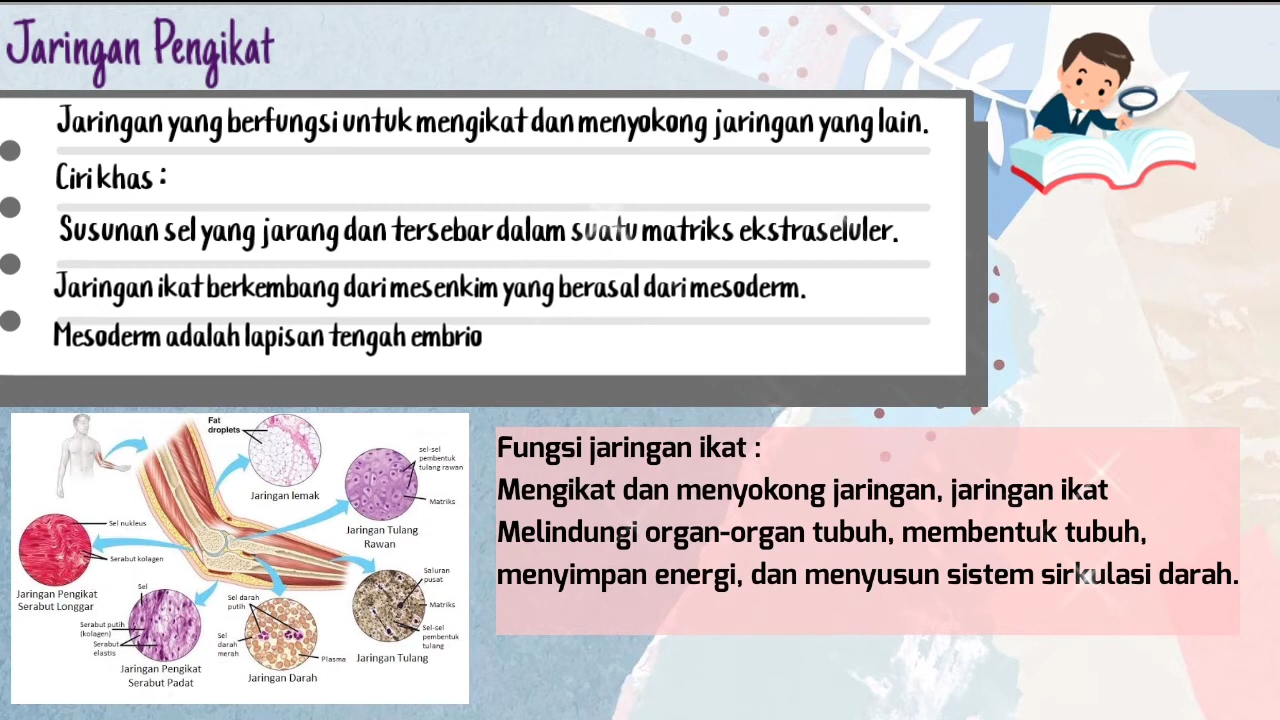 Jaringan Pengikat
Jaringan yang berfungsi untuk mengikat dan menyokong jaringan yang lain.
Ciri khas :
Susunan sel yang jarang dan tersebar dalam suatu matriks ekstraseluler.
Jaringan ikat berkembang dari mesenkim yang berasal dari mesoderm.
Mesoderm adalah lapisan tengah embrio
Fat
droplets
Jaringan lemak
sel-sel
pembentuk
tulang rawan
Matriks
Jaringan Tulang
Rawan
Sel nukleus
Serabut kolagen
Jaringan Pengikat
Serabut Longgar
Sel
Serabut putih
(kolagen)
Serabut
elastis
Jaringan Pengikat
Serabut Padat
Sel darah
putih
Sel
darah
merah
Plasma
Jaringan Darah
Saluran
pusat
Matriks
Sel-sel
pembentuk
tulang
Jaringan Tulang
Fungsi jaringan ikat :
Mengikat dan menyokong jaringan, jaringan ikat
Melindungi organ-organ tubuh, membentuk tubuh,
menyimpan energi, dan menyusun sistem sirkulasi darah.